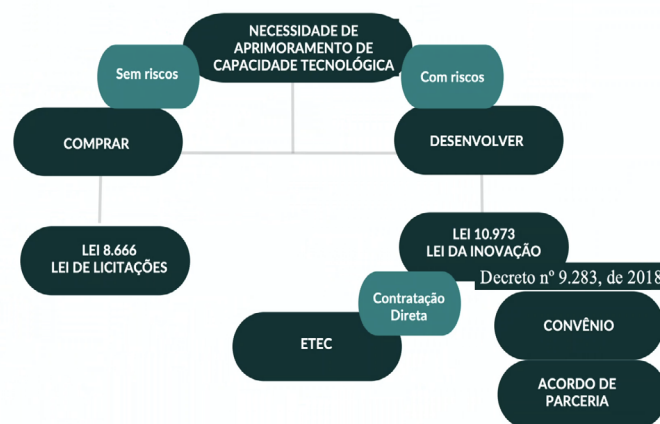 NECESSIDADE DE
APRIMORAMENTO DE
CAPACIDADE TECNOLÓGICA
Sem riscos
Com riscos
COMPRAR
DESENVOLVER
LEI 8.666
LEI DE LICITAÇÕES
LEI 10.973
LEI DA INOVAÇÃO
Decreto nº 9.283, de 2018
Contratação
Direta
ETEC
CONVÊNIO
ACORDO DE
PARCERIA